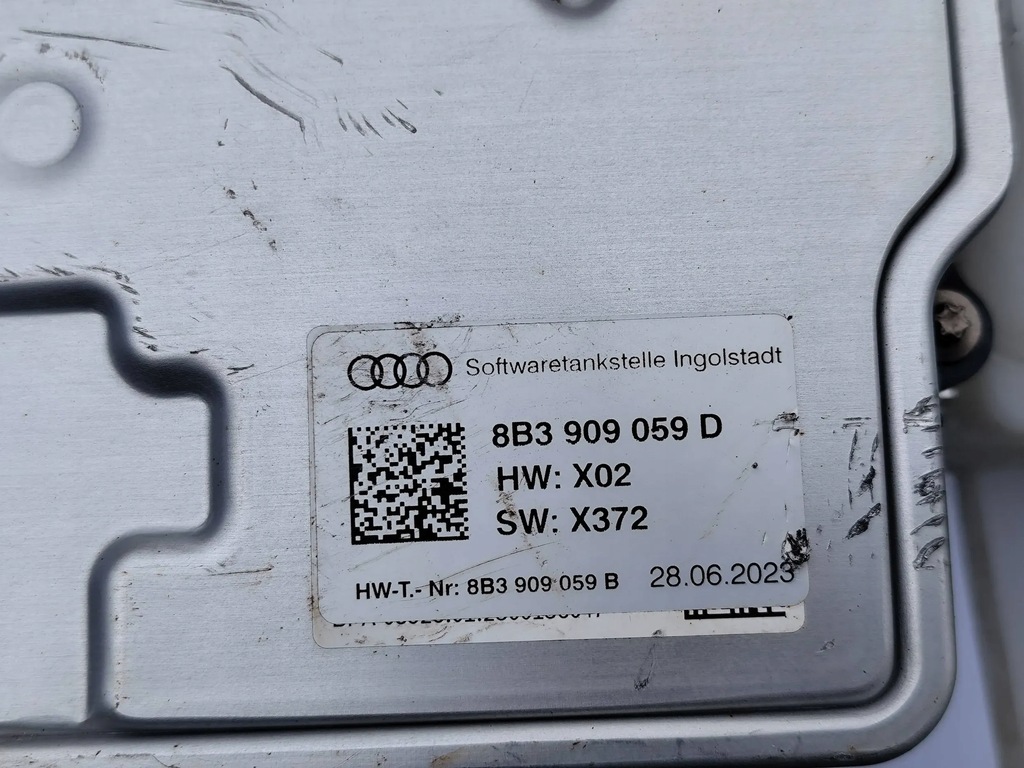 Softwaretankstelle Ingolstadt
8B3 909 059 D
HW: X02
SW: X372
HW-T.- Nr: 8B3 909 059 B 28.06.2023